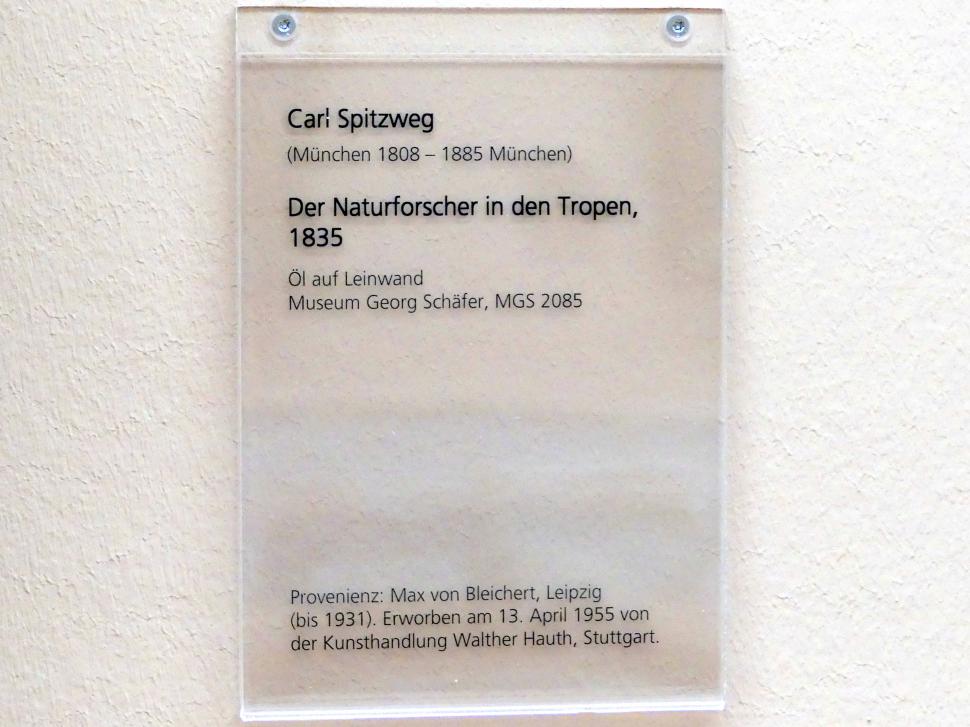 Carl Spitzweg
(München 1808 – 1885 München)
Der Naturforscher in den Tropen,
1835
Öl auf Leinwand
Museum Georg Schäfer, MGS 2085
Provenienz: Max von Bleichert, Leipzig
(bis 1931). Erworben am 13. April 1955 von
der Kunsthandlung Walther Hauth, Stuttgart.